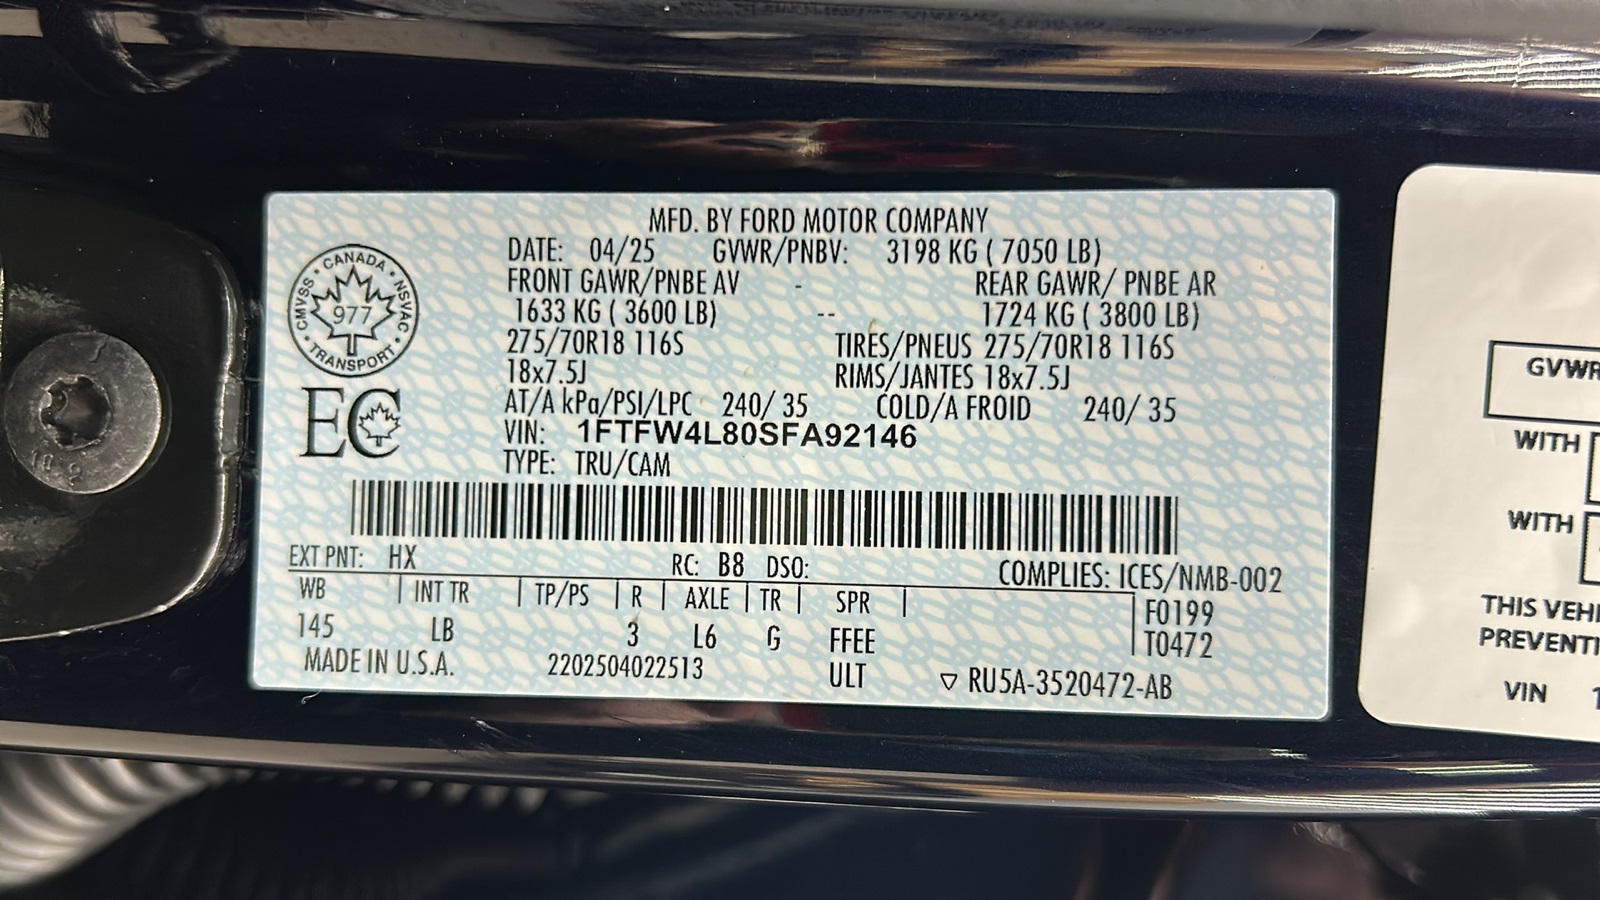 MFD. BY FORD MOTOR COMPANY
DATE: 04/25 GVWR/PNBV: 3198 KG ( 7050 LB)
FRONT GAWR/PNBE AV - REAR GAWR/ PNBE AR
1633 KG ( 3600 LB) -- 1724 KG ( 3800 LB)
275/70R18 116S TIRES/PNEUS 275/70R18 116S
18x7.5J RIMS/JANTES 18x7.5J
AT/A kPa/PSI/LPC 240/ 35 COLD/A FROID 240/ 35
VIN: 1FTFW4L80SFA92146
TYPE: TRU/CAM
CANADA · NSVAC · TRANSPORT · CMVSS ·
977
EC
EXT PNT: HX RC: B8 DSO: COMPLIES: ICES/NMB-002
WB | INT TR | TP/PS | R | AXLE | TR | SPR | F0199
145 LB 3 L6 G FFEE T0472
MADE IN U.S.A. 2202504022513 ULT ▽ RU5A-3520472-AB
10.9
GVWR
WITH
WITH
THIS VEHI
PREVENTI
VIN 1